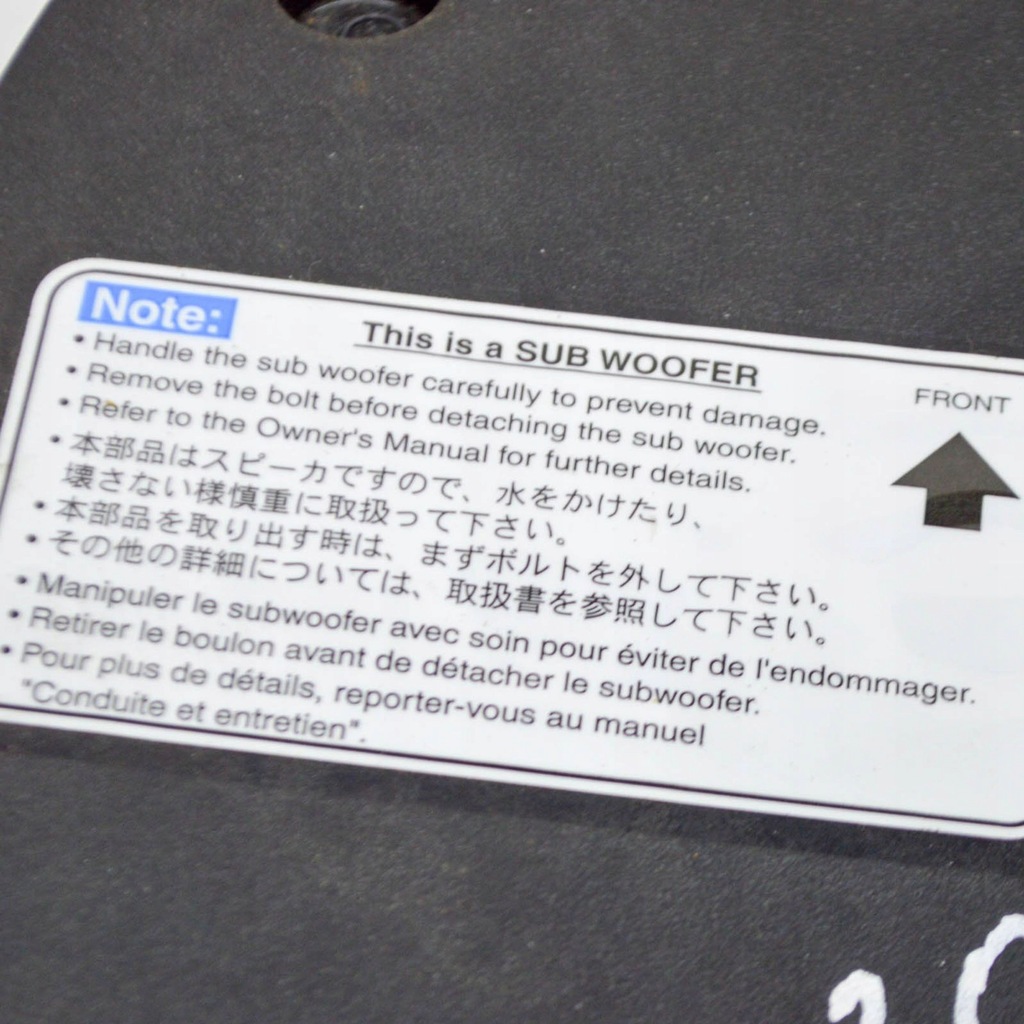 Note:
This is a SUB WOOFER
• Handle the sub woofer carefully to prevent damage.
• Remove the bolt before detaching the sub woofer.
• Refer to the Owner's Manual for further details.
• 本部品はスピーカですので、水をかけたり、
壊さない様慎重に取扱って下さい。
• 本部品を取り出す時は、まずボルトを外して下さい。
• その他の詳細については、取扱書を参照して下さい。
• Manipuler le subwoofer avec soin pour éviter de l'endommager.
• Retirer le boulon avant de détacher le subwoofer.
• Pour plus de détails, reporter-vous au manuel
"Conduite et entretien".
FRONT